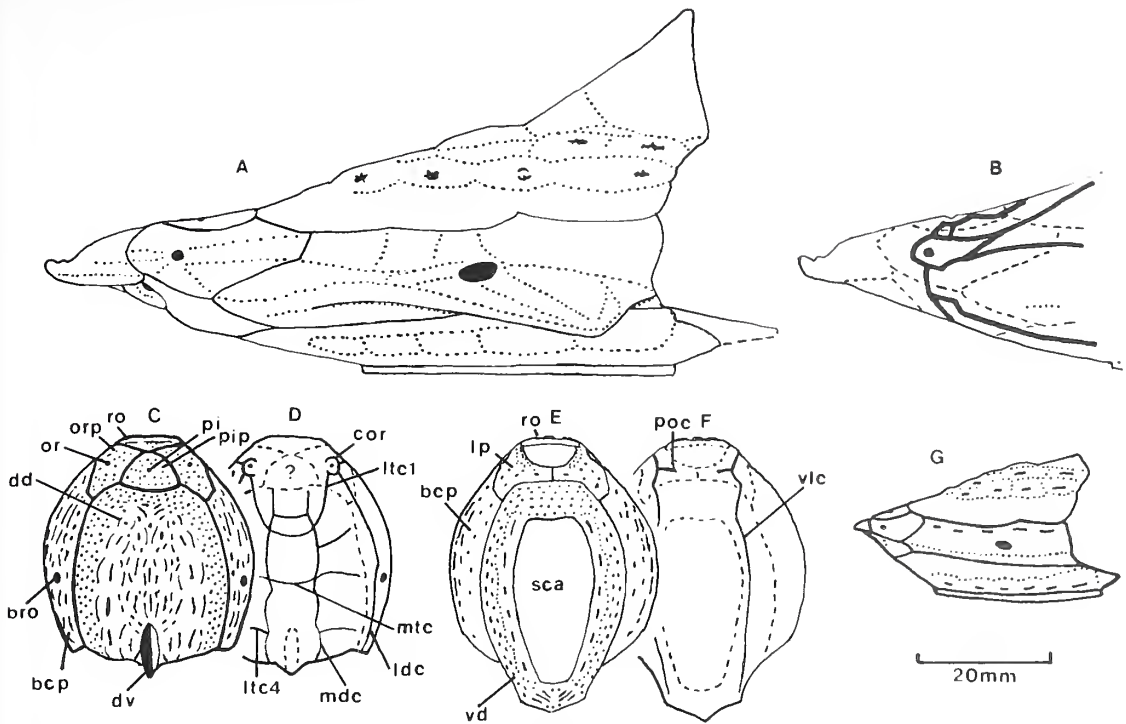 A
B
C
D
ro
pi
pip
orp
or
dd
cor
ltc1
bro
bcp
dv
ltc4
mdc
mtc
ldc
ro
E
lp
bcp
sca
vd
poc
F
vlc
G
20mm